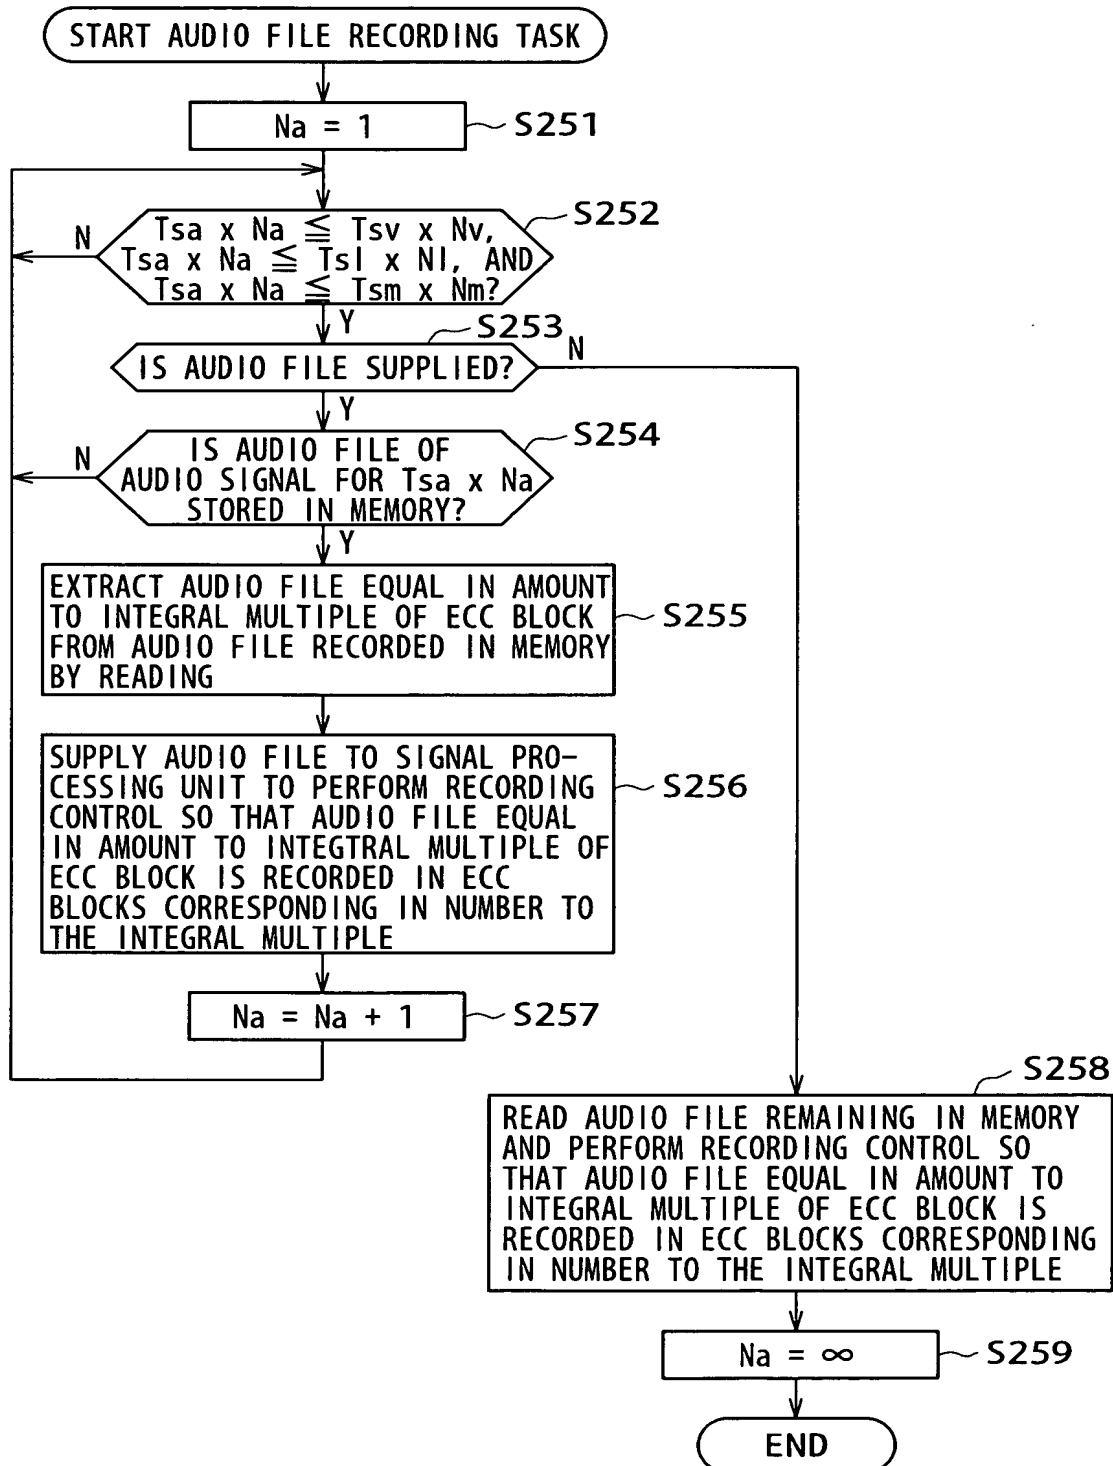 START AUDIO FILE RECORDING TASK
Na = 1
S251
S252
Tsa x Na ≦ Tsv x Nv,
Tsa x Na ≦ Tsl x Nl, AND
Tsa x Na ≦ Tsm x Nm?
N
Y
S253
IS AUDIO FILE SUPPLIED?
N
Y
S254
IS AUDIO FILE OF
AUDIO SIGNAL FOR Tsa x Na
STORED IN MEMORY?
N
Y
EXTRACT AUDIO FILE EQUAL IN AMOUNT
TO INTEGRAL MULTIPLE OF ECC BLOCK
FROM AUDIO FILE RECORDED IN MEMORY
BY READING
S255
SUPPLY AUDIO FILE TO SIGNAL PRO-
CESSING UNIT TO PERFORM RECORDING
CONTROL SO THAT AUDIO FILE EQUAL
IN AMOUNT TO INTEGTRAL MULTIPLE OF
ECC BLOCK IS RECORDED IN ECC
BLOCKS CORRESPONDING IN NUMBER TO
THE INTEGRAL MULTIPLE
S256
Na = Na + 1
S257
S258
READ AUDIO FILE REMAINING IN MEMORY
AND PERFORM RECORDING CONTROL SO
THAT AUDIO FILE EQUAL IN AMOUNT TO
INTEGRAL MULTIPLE OF ECC BLOCK IS
RECORDED IN ECC BLOCKS CORRESPONDING
IN NUMBER TO THE INTEGRAL MULTIPLE
Na = ∞
S259
END